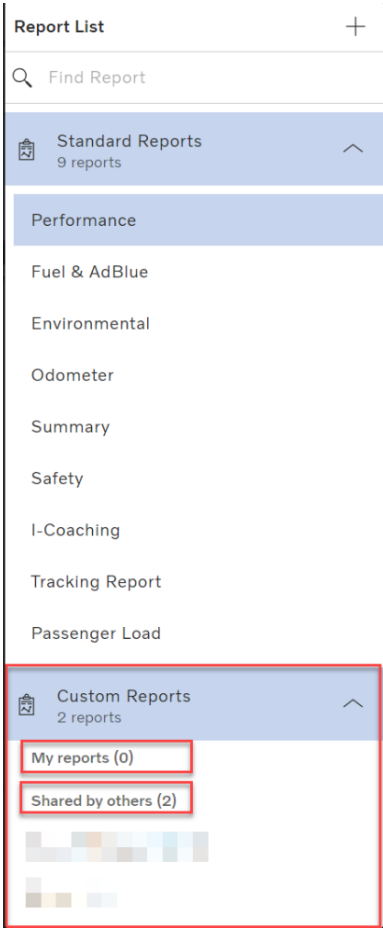 Report List
Find Report
Standard Reports
9 reports
Performance
Fuel & AdBlue
Environmental
Odometer
Summary
Safety
I-Coaching
Tracking Report
Passenger Load
Custom Reports
2 reports
My reports (0)
Shared by others (2)